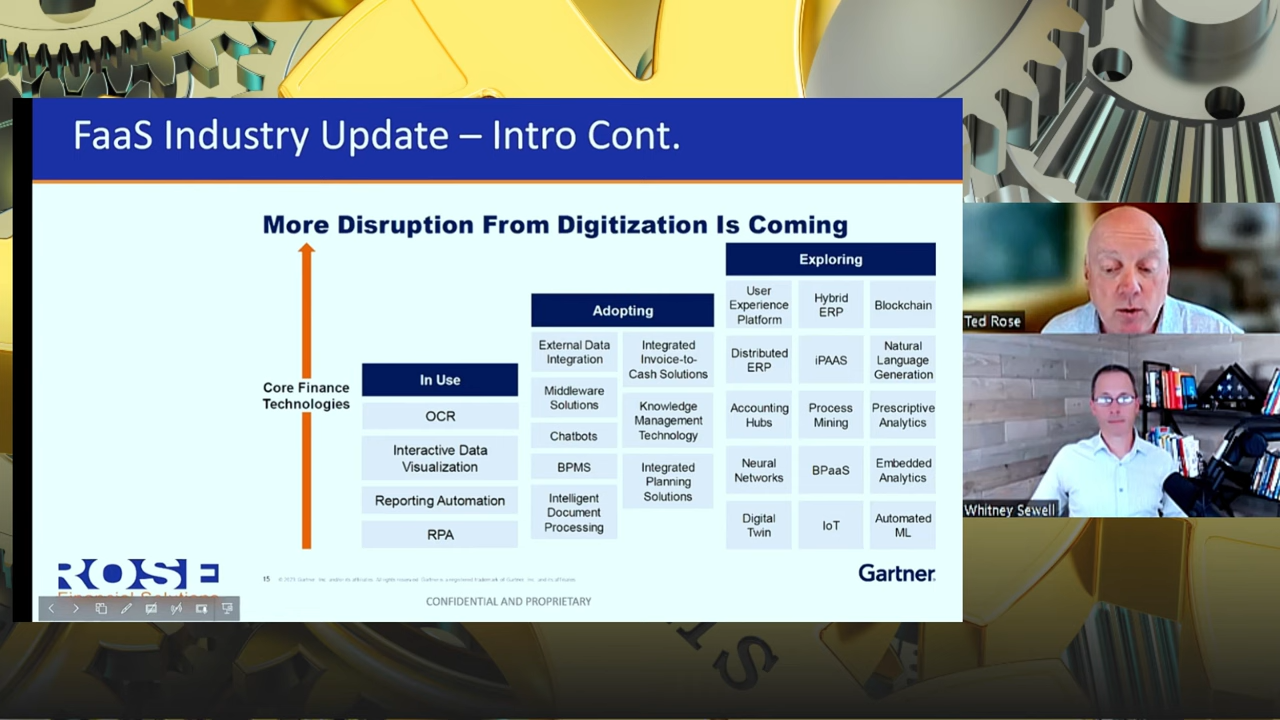 FaaS Industry Update – Intro Cont.
More Disruption From Digitization Is Coming
Core Finance
Technologies
In Use
OCR
Interactive Data
Visualization
Reporting Automation
RPA
Adopting
External Data
Integration
Middleware
Solutions
Chatbots
BPMS
Intelligent
Document
Processing
Integrated
Invoice-to-
Cash Solutions
Knowledge
Management
Technology
Integrated
Planning
Solutions
Exploring
User
Experience
Platform
Hybrid
ERP
Blockchain
Distributed
ERP
iPAAS
Natural
Language
Generation
Accounting
Hubs
Process
Mining
Prescriptive
Analytics
Neural
Networks
BPaaS
Embedded
Analytics
Digital
Twin
IoT
Automated
ML
ROSE
Financial Solutions
15
Gartner
CONFIDENTIAL AND PROPRIETARY
Ted Rose
Whitney Sewell